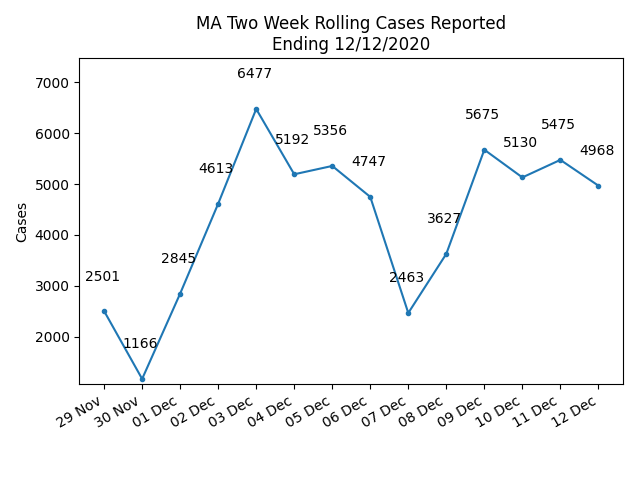 MA Two Week Rolling Cases Reported
Ending 12/12/2020
Cases
7000
6000
5000
4000
3000
2000
2501
1166
2845
4613
6477
5192
5356
4747
2463
3627
5675
5130
5475
4968
29 Nov
30 Nov
01 Dec
02 Dec
03 Dec
04 Dec
05 Dec
06 Dec
07 Dec
08 Dec
09 Dec
10 Dec
11 Dec
12 Dec